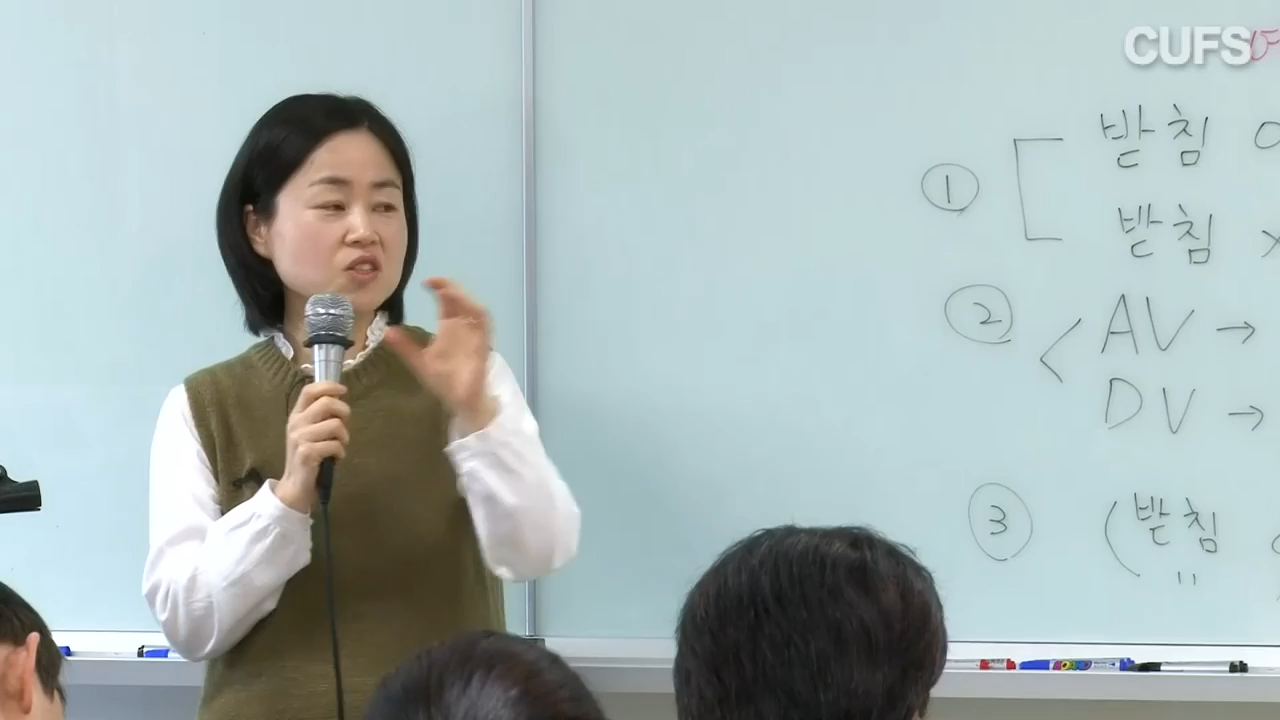 CUFS
① 받침
받침 x
② < AV →
DV →
③ ( 받침
"